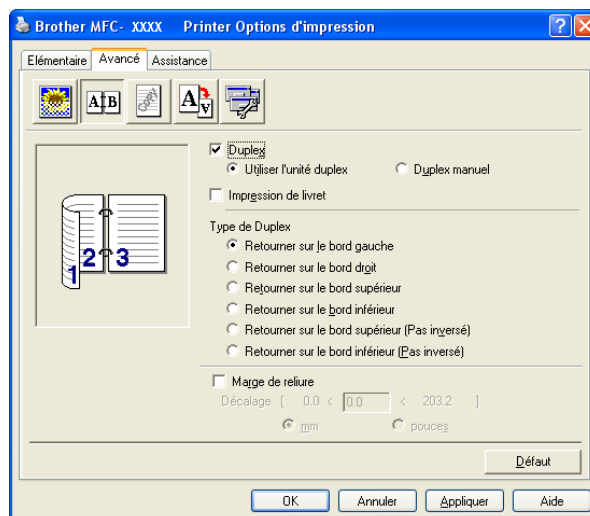 Brother MFC- XXXX Printer Options d'impression
Elémentaire Avancé Assistance
A B
A
Duplex
Utiliser l'unité duplex Duplex manuel
Impression de livret
1 2 3
Type de Duplex
Retourner sur le bord gauche
Retourner sur le bord droit
Retourner sur le bord supérieur
Retourner sur le bord inférieur
Retourner sur le bord supérieur (Pas inversé)
Retourner sur le bord inférieur (Pas inversé)
Marge de reliure
Décalage [ 0.0 < 0.0 < 203.2 ]
mm pouces
Défaut
OK Annuler Appliquer Aide